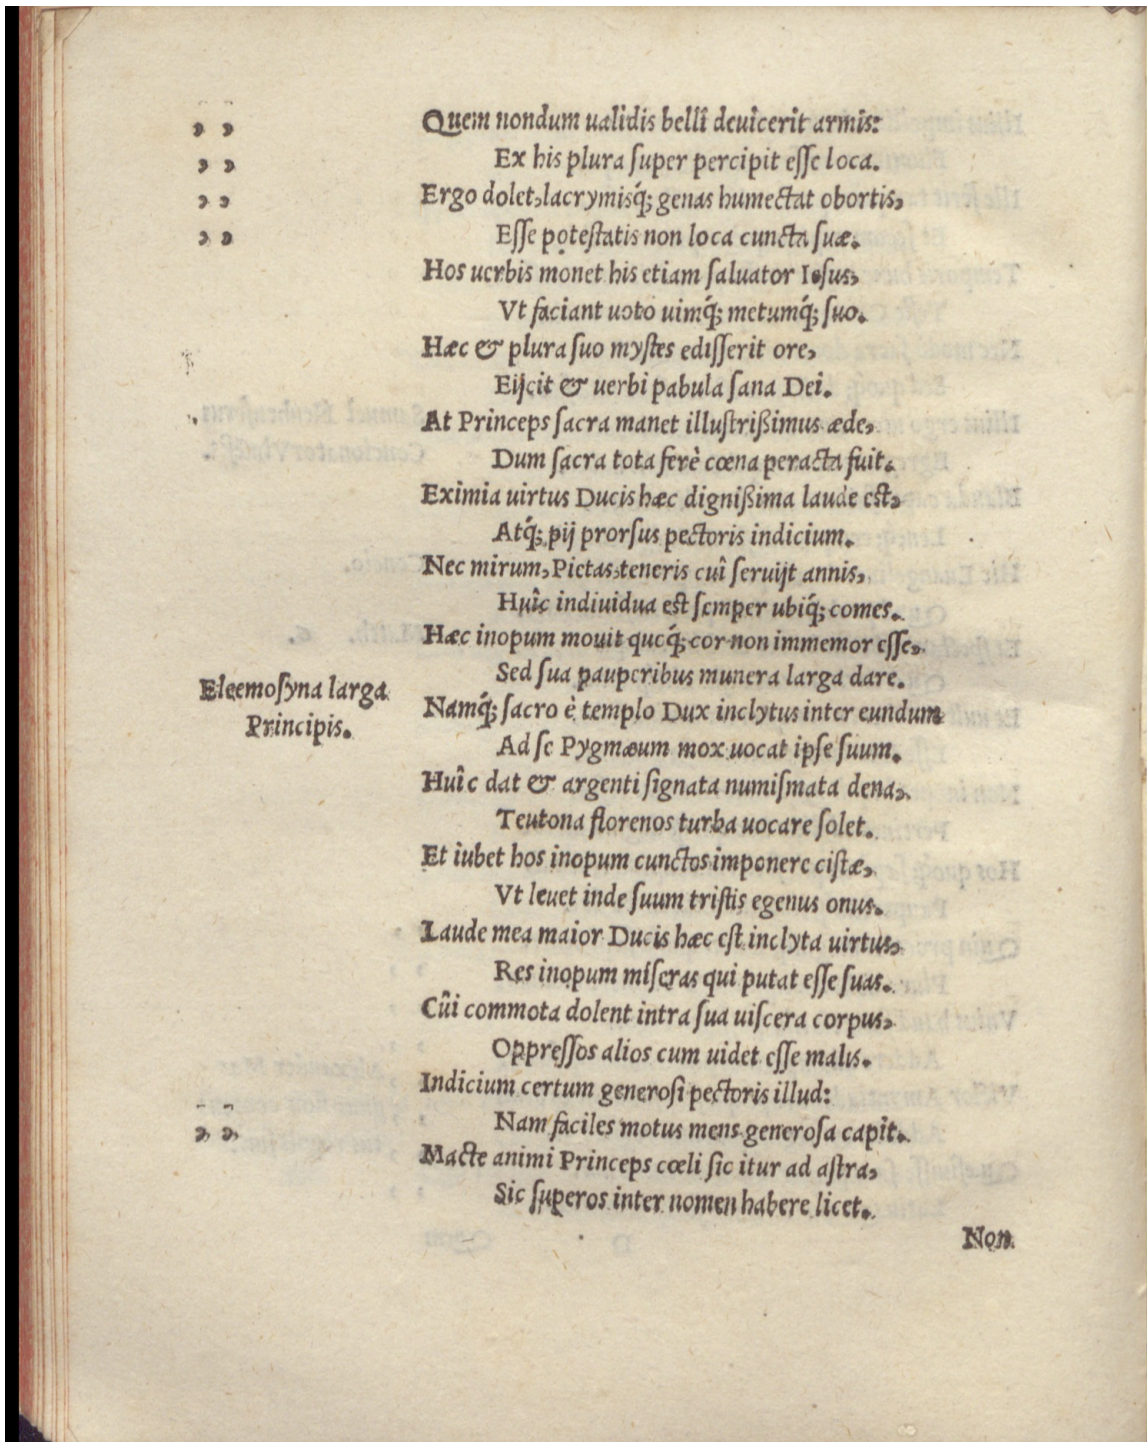 „ Quem nondum ualidis bellî deuîcerît armis:
„ Ex his plura ſuper percipit eſſe loca.
„ Ergo dolet, lacrymisq́; genas humectat obortis,
„ Eſſe poteſtatis non loca cuncta ſuæ.
Hos uerbis monet his etiam ſaluator Ieſus,
Vt faciant uoto uimq́; metumq́; ſuo.
Hæc & plura ſuo myſtes ediſſerit ore,
Eijcit & uerbi pabula ſana Dei.
At Princeps ſacra manet illuſtrißimus æde,
Dum ſacra tota ferè cœna peracta fuit.
Eximia uirtus Ducis hæc dignißima laude eſt,
Atq́; pij prorſus pectoris indicium.
Nec mirum, Pietas teneris cuî ſeruijt annis,
Huîc indiuidua eſt ſemper ubiq́; comes.
Hæc inopum mouit queq́; cor non immemor eſſe,
Sed ſua pauperibus munera larga dare.
Eleemoſyna larga
Principis.
Namq́; ſacro è templo Dux inclytus inter eundum
Ad ſe Pygmæum mox uocat ipſe ſuum.
Huîc dat & argenti ſignata numiſmata dena,
Teutona florenos turba uocare ſolet.
Et iubet hos inopum cunctos imponere ciſtæ,
Vt leuet inde ſuum triſtis egenus onus.
Laude mea maior Ducis hæc eſt inclyta uirtus,
Res inopum miſeras qui putat eſſe ſuas.
Cûi commota dolent intra ſua uiſcera corpus,
Oppreſſos alios cum uidet eſſe malis.
Indicium certum generoſi pectoris illud:
„ Nam faciles motus mens generoſa capît.
Macte animi Princeps cœli ſic itur ad aſtra,
Sic ſuperos inter nomen habere licet.
Non